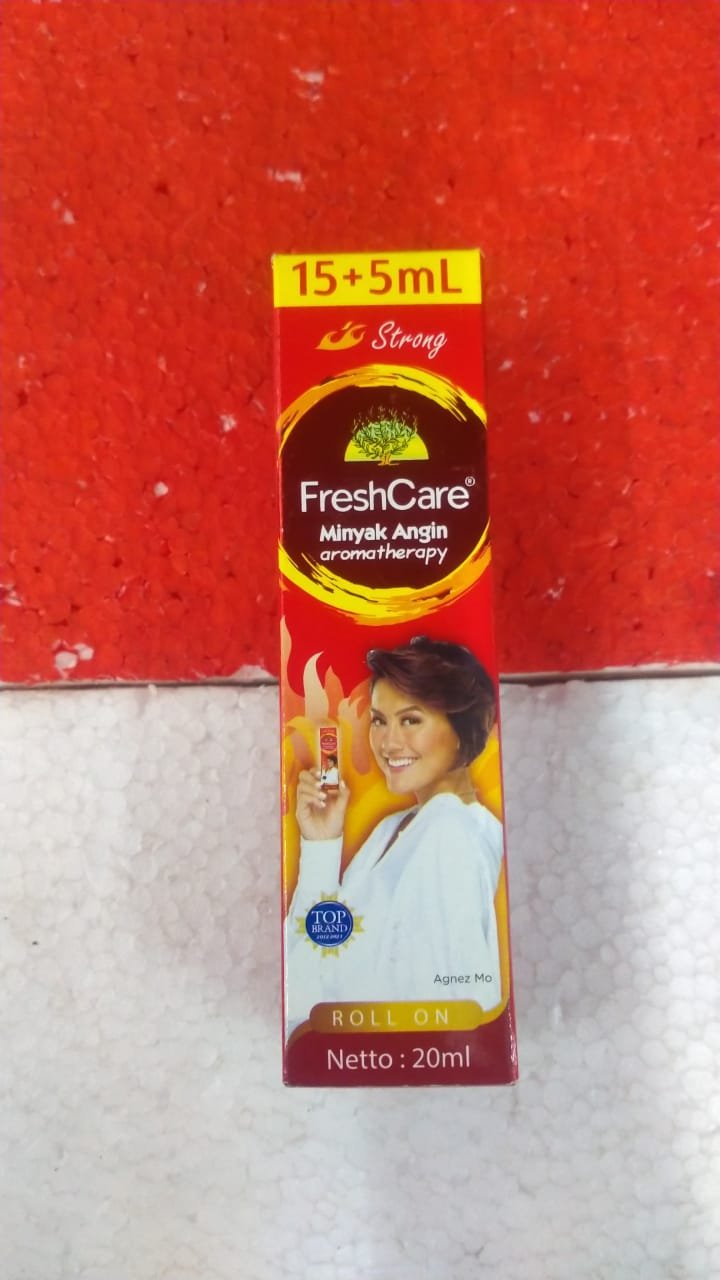 15+5mL
Strong
FreshCare®
Minyak Angin
aromatherapy
TOP
BRAND
Agnez Mo
ROLL ON
Netto : 20ml